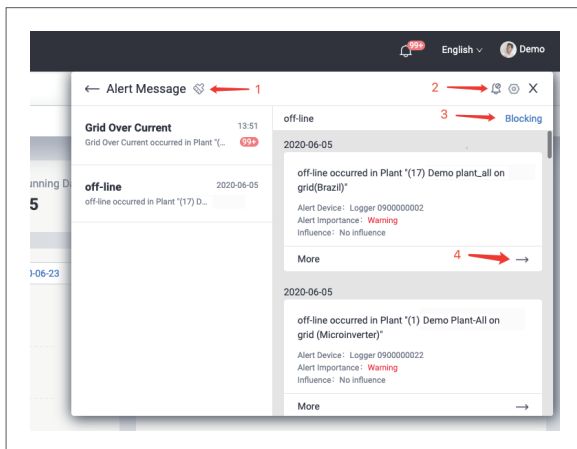 99+
English
Demo
← Alert Message
1
2
X
Grid Over Current 13:51
Grid Over Current occurred in Plant "(... 99+
off-line 2020-06-05
off-line occurred in Plant "(17) D...
off-line
3
Blocking
2020-06-05
off-line occurred in Plant "(17) Demo plant_all on
grid(Brazil)"
Alert Device: Logger 0900000002
Alert Importance: Warning
Influence: No influence
More
4
→
2020-06-05
off-line occurred in Plant "(1) Demo Plant-All on
grid (Microinverter)"
Alert Device: Logger 0900000022
Alert Importance: Warning
Influence: No influence
More →
unning D
5
0-06-23